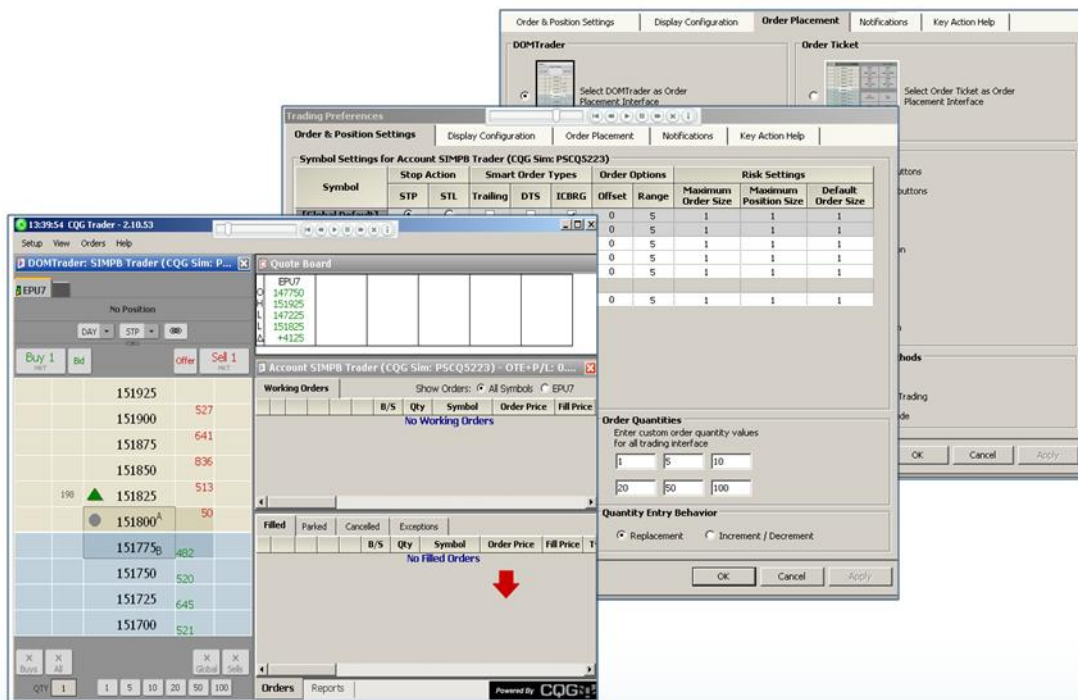 Order & Position Settings Display Configuration Order Placement Notifications Key Action Help
DOMTrader
Select DOMTrader as Order
Placement Interface
Order Ticket
Select Order Ticket as Order
Placement Interface
OK Cancel Apply
Trading Preferences
Order & Position Settings Display Configuration Order Placement Notifications Key Action Help
Symbol Settings for Account SIMPB Trader (CQG Sim: PSCQ5223)
Symbol Stop Action Smart Order Types Order Options Risk Settings
STP STL Trailing DTS ICBRG Offset Range Maximum Order Size Maximum Position Size Default Order Size
[Global Default] 0 5 1 1 1
0 5 1 1 1
0 5 1 1 1
0 5 1 1 1
0 5 1 1 1
0 5 1 1 1
Order Quantities
Enter custom order quantity values
for all trading interface
1 5 10
20 50 100
Quantity Entry Behavior
Replacement Increment / Decrement
OK Cancel Apply
13:39:54 CQG Trader - 2.10.53
Setup View Orders Help
DOMTrader: SIMPB Trader (CQG Sim: P...
EPU7
No Position
DAY STP
Buy 1 MKT Bid Offer Sell 1 MKT
151925
151900 527
151875 641
151850 836
198 151825 513
151800 A 50
151775 B 482
151750 520
151725 645
151700 521
X Buys X All X Global X Sells
QTY 1 1 5 10 20 50 100
Quote Board
EPU7
O 147750
H 151925
L 147225
L 151825
Δ +4125
Account SIMPB Trader (CQG Sim: PSCQ5223) - OTE+P/L: 0....
Working Orders Show Orders: All Symbols EPU7
B/S Qty Symbol Order Price Fill Price
No Working Orders
Filled Parked Cancelled Exceptions
B/S Qty Symbol Order Price Fill Price
No Filled Orders
Orders Reports
Powered By CQG